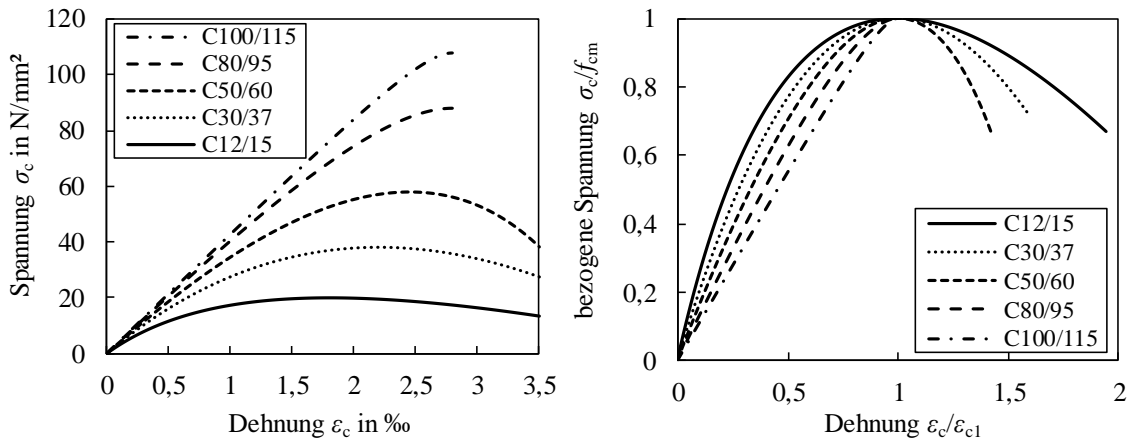 Spannung σc in N/mm²
120
100
80
60
40
20
0
C100/115
C80/95
C50/60
C30/37
C12/15
0 0,5 1 1,5 2 2,5 3 3,5
Dehnung εc in ‰
bezogene Spannung σc/fcm
1
0,8
0,6
0,4
0,2
0
C12/15
C30/37
C50/60
C80/95
C100/115
0 0,5 1 1,5 2
Dehnung εc/εc1